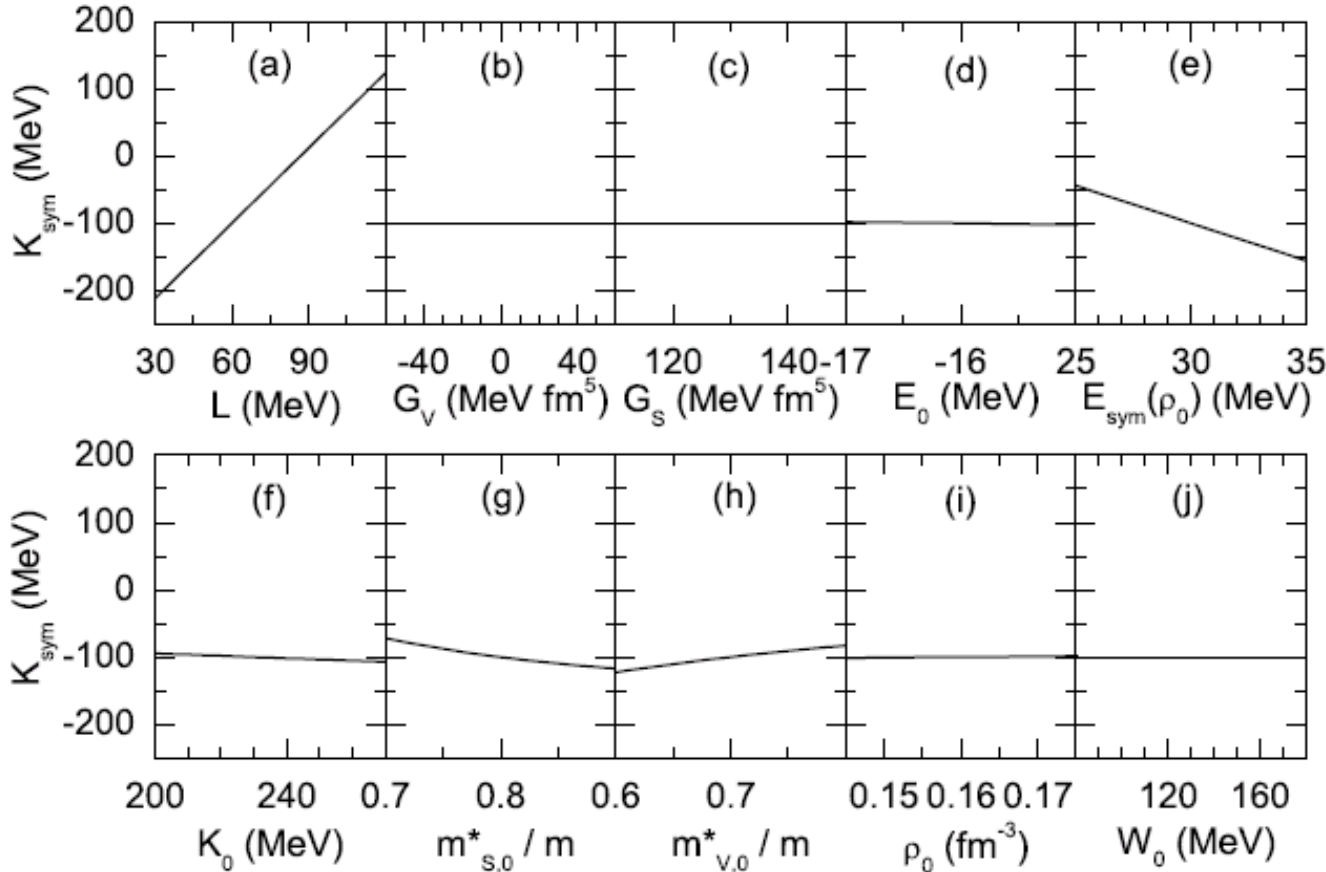 200
100
0
-100
-200
K_sym (MeV)
(a) (b) (c) (d) (e)
30 60 90 -40 0 40 120 140 -17 -16 25 30 35
L (MeV) G_V (MeV fm^5) G_S (MeV fm^5) E_0 (MeV) E_sym(ρ_0) (MeV)
200
100
0
-100
-200
K_sym (MeV)
(f) (g) (h) (i) (j)
200 240 0.7 0.8 0.6 0.7 0.15 0.16 0.17 120 160
K_0 (MeV) m*_S,0 / m m*_V,0 / m ρ_0 (fm^-3) W_0 (MeV)